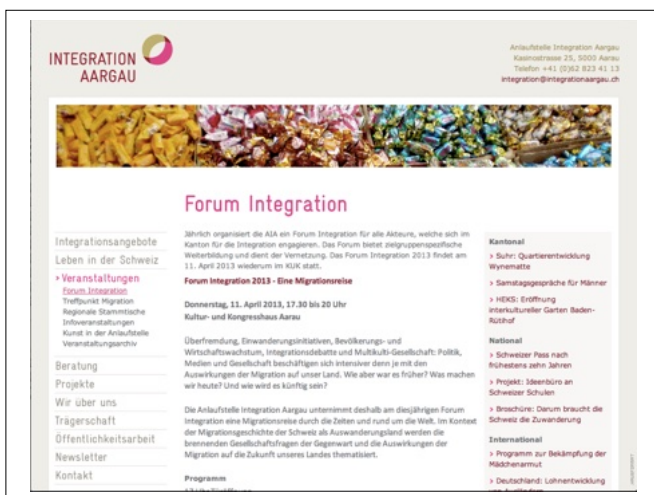 INTEGRATION
AARGAU
Anlaufstelle Integration Aargau
Kasinostrasse 25, 5000 Aarau
Telefon +41 (0)62 823 41 13
integration@integrationaargau.ch
Forum Integration
Integrationsangebote
Leben in der Schweiz
Veranstaltungen
Forum Integration
Treffpunkt Migration
Regionale Stammtische
Infoveranstaltungen
Kunst in der Anlaufstelle
Veranstaltungsarchiv
Beratung
Projekte
Wir über uns
Trägerschaft
Öffentlichkeitsarbeit
Newsletter
Kontakt
Jährlich organisiert die AIA ein Forum Integration für alle Akteure, welche sich im
Kanton für die Integration engagieren. Das Forum bietet zielgruppenspezifische
Weiterbildung und dient der Vernetzung. Das Forum Integration 2013 findet am
11. April 2013 wiederum im KUK statt.
Forum Integration 2013 - Eine Migrationsreise
Donnerstag, 11. April 2013, 17.30 bis 20 Uhr
Kultur- und Kongresshaus Aarau
Überfremdung, Einwanderungsinitiativen, Bevölkerungs- und
Wirtschaftswachstum, Integrationsdebatte und Multikulti-Gesellschaft: Politik,
Medien und Gesellschaft beschäftigen sich intensiver denn je mit den
Auswirkungen der Migration auf unser Land. Wie aber war es früher? Was machen
wir heute? Und wie wird es künftig sein?
Die Anlaufstelle Integration Aargau unternimmt deshalb am diesjährigen Forum
Integration eine Migrationsreise durch die Zeiten und rund um die Welt. Im Kontext
der Migrationsgeschichte der Schweiz als Auswanderungsland werden die
brennenden Gesellschaftsfragen der Gegenwart und die Auswirkungen der
Migration auf die Zukunft unseres Landes thematisiert.
Programm
Kantonal
> Suhr: Quartierentwicklung
Wynematte
> Samstagsgespräche für Männer
> HEKS: Eröffnung
interkultureller Garten Baden-
Rütihof
National
> Schweizer Pass nach
frühestens zehn Jahren
> Projekt: Ideenbüro an
Schweizer Schulen
> Broschüre: Darum braucht die
Schweiz die Zuwanderung
International
> Programm zur Bekämpfung der
Mädchenarmut
> Deutschland: Lohnentwicklung